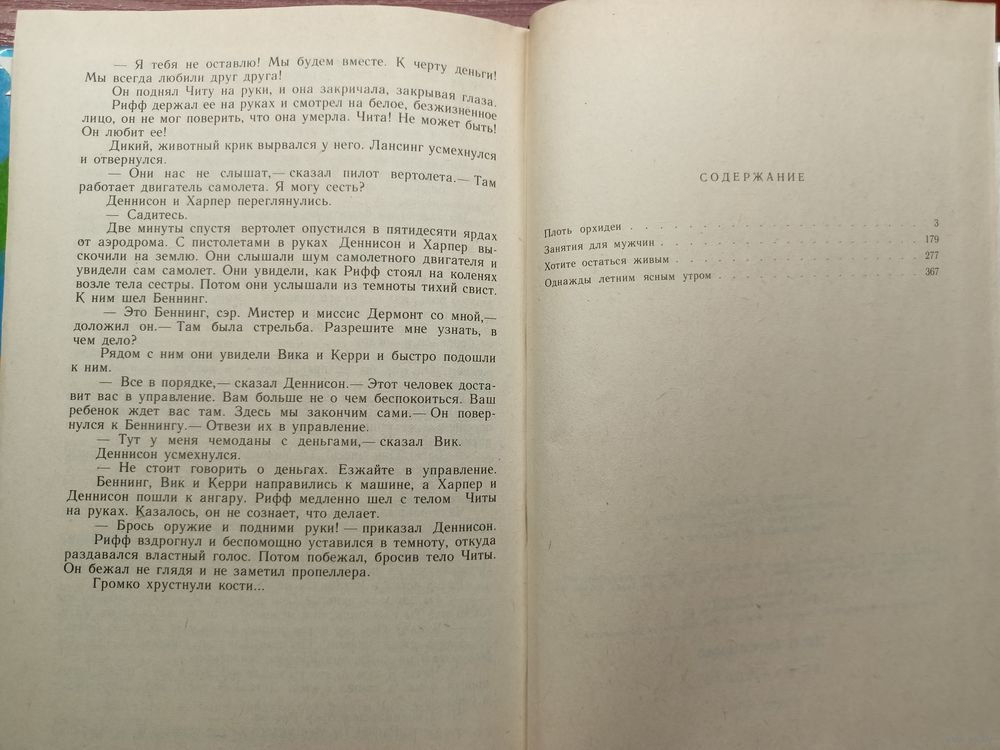 — Я тебя не оставлю! Мы будем вместе. К черту деньги!
Мы всегда любили друг друга!
Он поднял Читу на руки, и она закричала, закрывая глаза.
Рифф держал ее на руках и смотрел на белое, безжизненное
лицо, он не мог поверить, что она умерла. Чита! Не может быть!
Он любит ее!
Дикий, животный крик вырвался у него. Лансинг усмехнулся
и отвернулся.
— Они нас не слышат,— сказал пилот вертолета.— Там
работает двигатель самолета. Я могу сесть?
Деннисон и Харпер переглянулись.
— Садитесь.
Две минуты спустя вертолет опустился в пятидесяти ярдах
от аэродрома. С пистолетами в руках Деннисон и Харпер вы-
скочили на землю. Они слышали шум самолетного двигателя и
увидели сам самолет. Они увидели, как Рифф стоял на коленях
возле тела сестры. Потом они услышали из темноты тихий свист.
К ним шел Беннинг.
— Это Беннинг, сэр. Мистер и миссис Дермонт со мной,—
доложил он.— Там была стрельба. Разрешите мне узнать, в
чем дело?
Рядом с ним они увидели Вика и Керри и быстро подошли
к ним.
— Все в порядке,— сказал Деннисон.— Этот человек доста-
вит вас в управление. Вам больше не о чем беспокоиться. Ваш
ребенок ждет вас там. Здесь мы закончим сами.— Он повер-
нулся к Беннингу.— Отвези их в управление.
— Тут у меня чемоданы с деньгами,— сказал Вик.
Деннисон усмехнулся.
— Не стоит говорить о деньгах. Езжайте в управление.
Беннинг, Вик и Керри направились к машине, а Харпер и
Деннисон пошли к ангару. Рифф медленно шел с телом Читы
на руках. Казалось, он не сознает, что делает.
— Брось оружие и подними руки! — приказал Деннисон.
Рифф вздрогнул и беспомощно уставился в темноту, откуда
раздавался властный голос. Потом побежал, бросив тело Читы.
Он бежал не глядя и не заметил пропеллера.
Громко хрустнули кости...
СОДЕРЖАНИЕ
Плоть орхидеи . . . . . . . . . . . . . . . . . . . . 3
Занятия для мужчин . . . . . . . . . . . . . . . . . . 179
Хотите остаться живым . . . . . . . . . . . . . . . . . 277
Однажды летним ясным утром . . . . . . . . . . . . . . 367